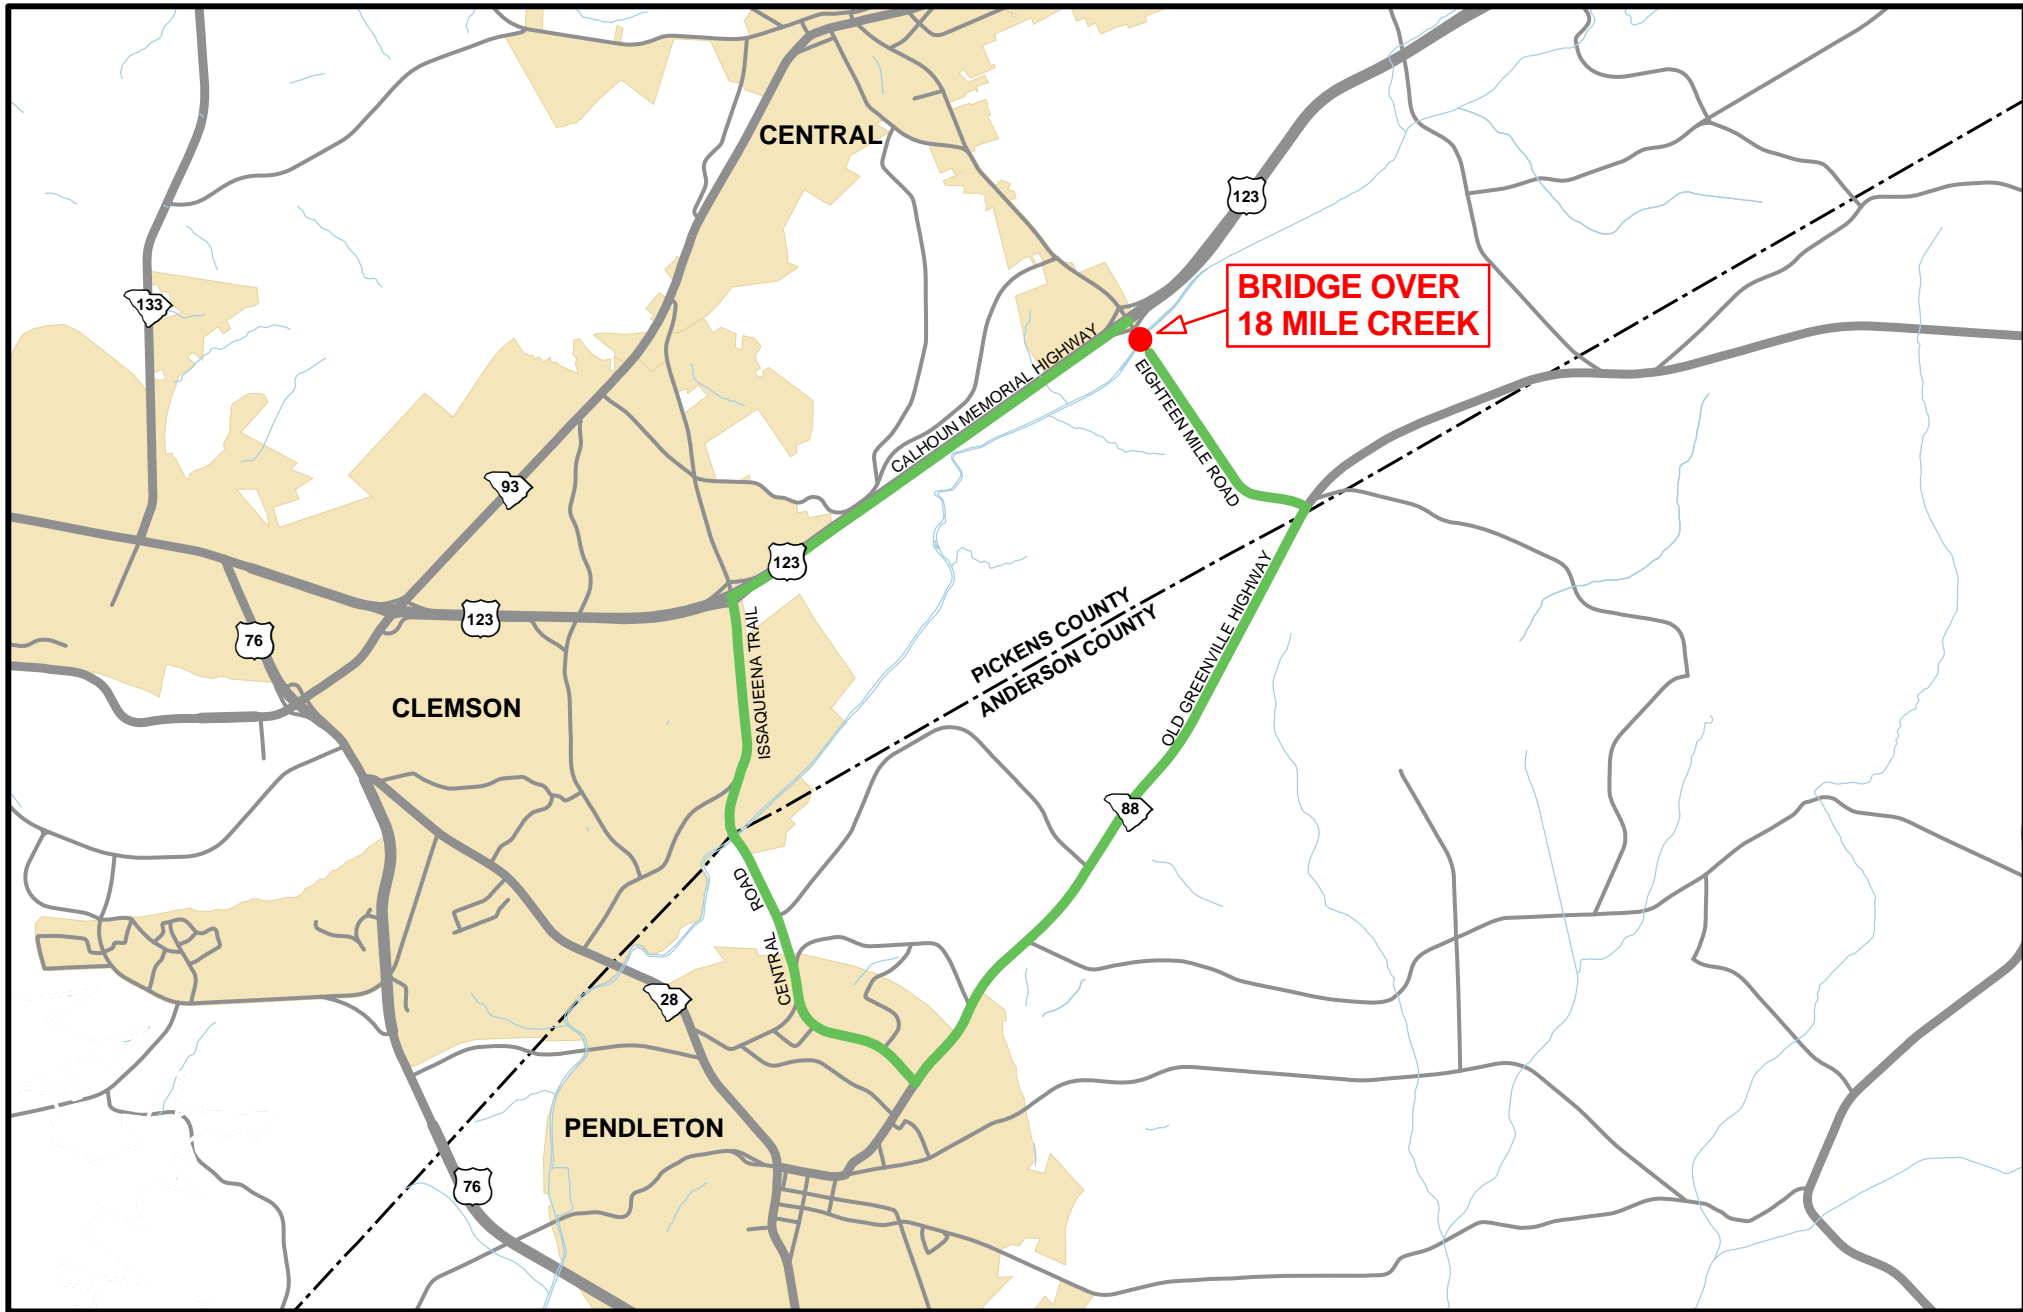 CENTRAL
123
BRIDGE OVER
18 MILE CREEK
133
CALHOUN MEMORIAL HIGHWAY
EIGHTEEN MILE ROAD
93
123
123
76
ISSAQUEENA TRAIL
PICKENS COUNTY
ANDERSON COUNTY
OLD GREENVILLE HIGHWAY
CLEMSON
88
ROAD
CENTRAL
28
PENDLETON
76